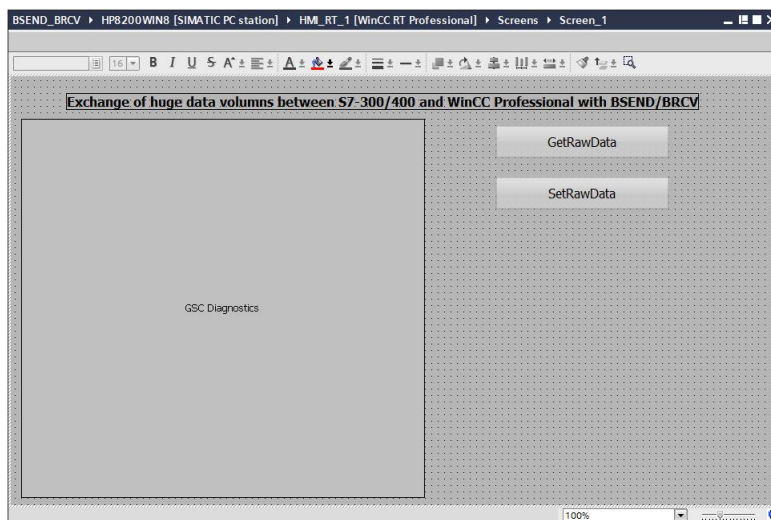 BSEND_BRCV ▸ HP8200WIN8 [SIMATIC PC station] ▸ HMI_RT_1 [WinCC RT Professional] ▸ Screens ▸ Screen_1
16 B I U S A A
Exchange of huge data volumns between S7-300/400 and WinCC Professional with BSEND/BRCV
GetRawData
SetRawData
GSC Diagnostics
100%